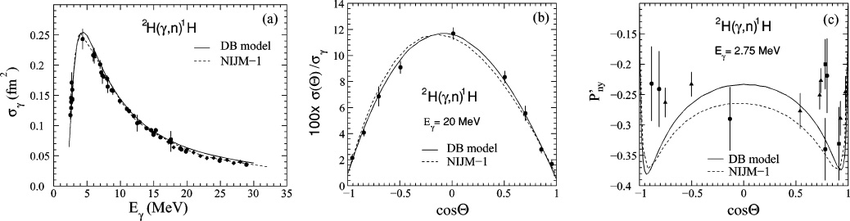 ²H(γ,n)¹H (a)
DB model
NIJM-1
σγ (fm²)
0.25
0.20
0.15
0.10
0.05
0.0
0 5 10 15 20 25 30 35
Eγ (MeV)
(b)
²H(γ,n)¹H
Eγ= 20 MeV
DB model
NIJM-1
100x σ(Θ)/σγ
14
12
10
8
6
4
2
0
-1 -0.5 0 0.5 1
cosΘ
²H(γ,n)¹H (c)
Eγ= 2.75 MeV
DB model
NIJM-1
P'ny
-0.15
-0.2
-0.25
-0.3
-0.35
-0.4
-1 -0.5 0 0.5 1
cosΘ